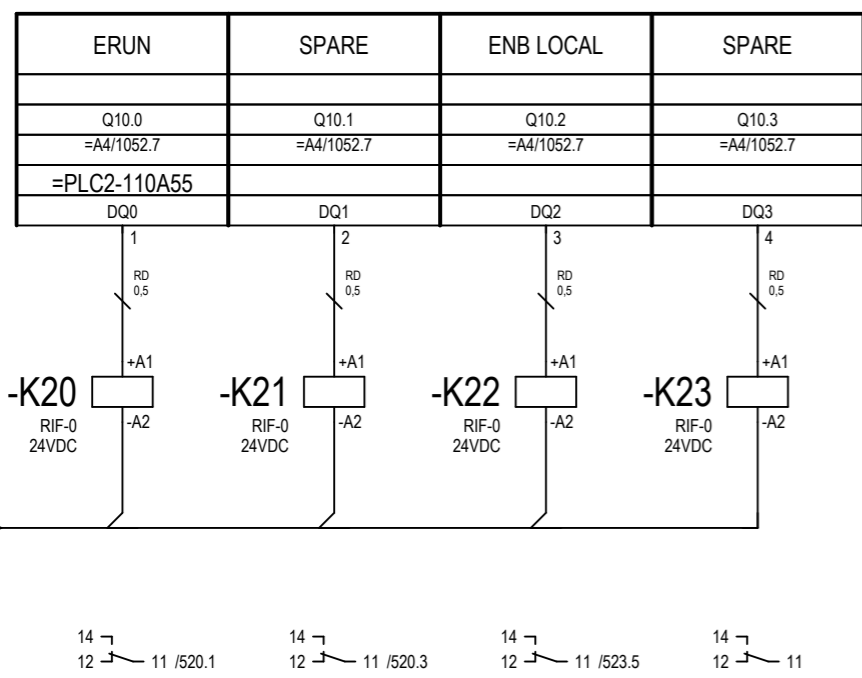 ERUN SPARE ENB LOCAL SPARE
Q10.0 Q10.1 Q10.2 Q10.3
=A4/1052.7 =A4/1052.7 =A4/1052.7 =A4/1052.7
=PLC2-110A55
DQ0 DQ1 DQ2 DQ3
1 2 3 4
RD RD RD RD
0,5 0,5 0,5 0,5
+A1 +A1 +A1 +A1
-K20 -K21 -K22 -K23
RIF-0 -A2 RIF-0 -A2 RIF-0 -A2 RIF-0 -A2
24VDC 24VDC 24VDC 24VDC
14 14 14 14
12 11 /520.1 12 11 /520.3 12 11 /523.5 12 11